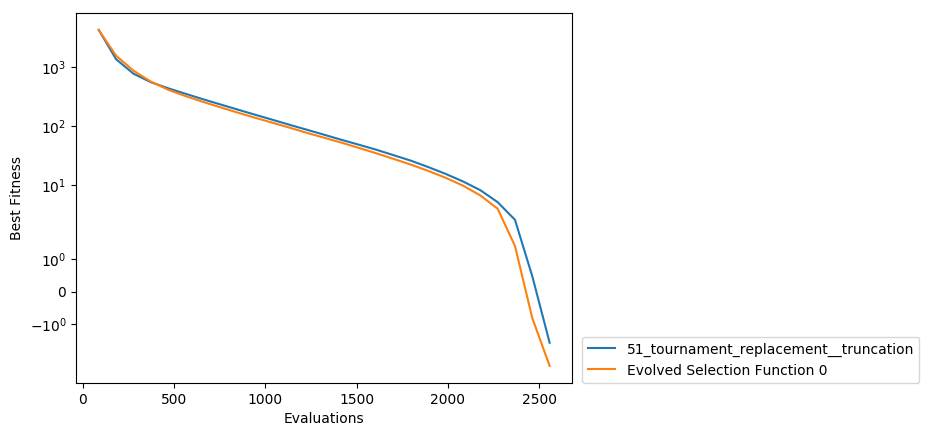 Best Fitness
10³
10²
10¹
10⁰
0
−10⁰
0 500 1000 1500 2000 2500
Evaluations
51_tournament_replacement__truncation
Evolved Selection Function 0